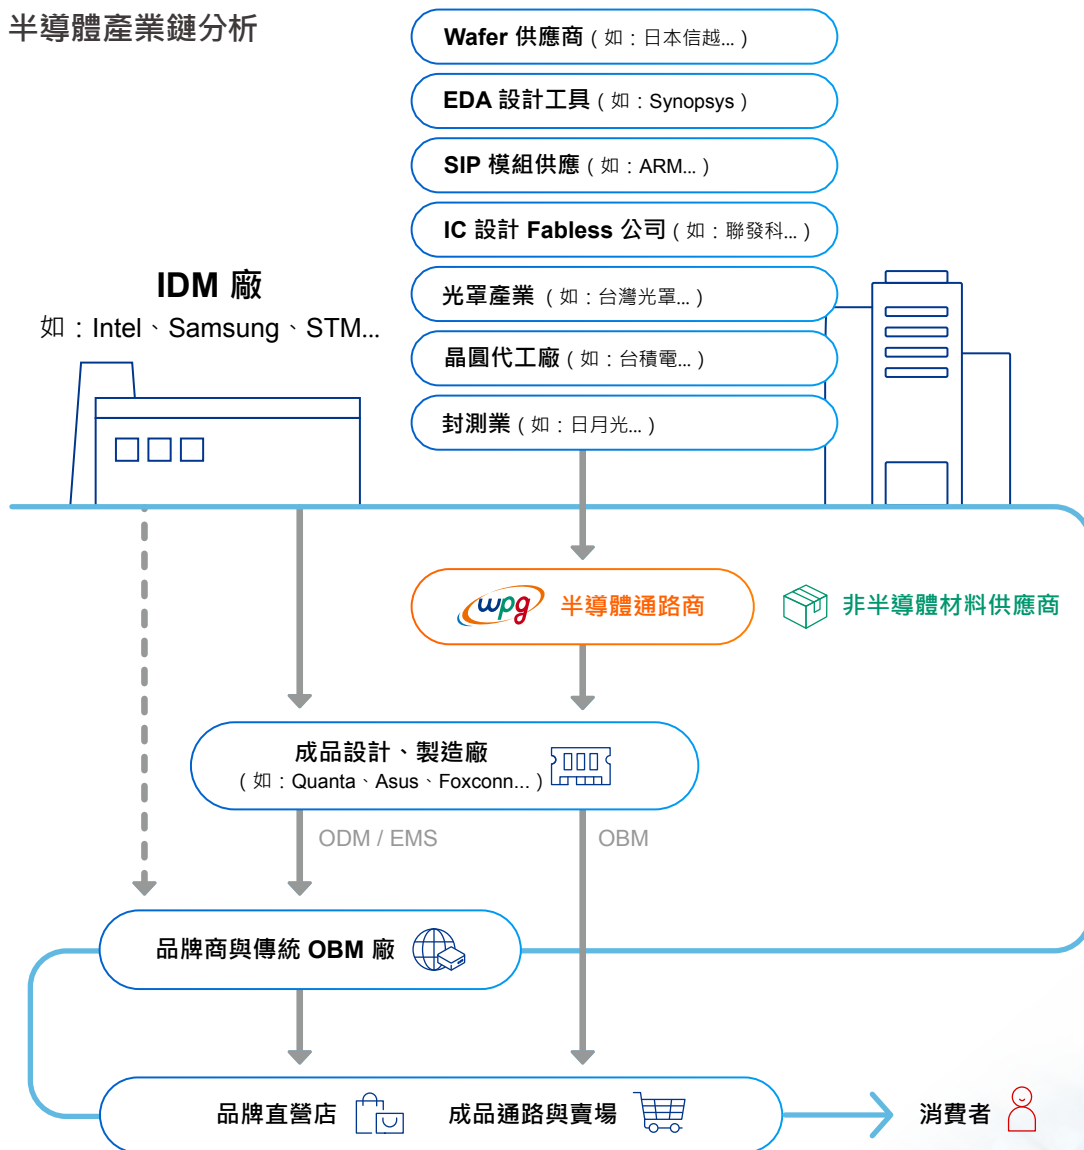 半導體產業鏈分析
Wafer 供應商 ( 如：日本信越... )
EDA 設計工具 ( 如：Synopsys )
SIP 模組供應 ( 如：ARM... )
IC 設計 Fabless 公司 ( 如：聯發科... )
光罩產業 ( 如：台灣光罩... )
晶圓代工廠 ( 如：台積電... )
封測業 ( 如：日月光... )
IDM 廠
如：Intel、Samsung、STM...
wpg 半導體通路商
非半導體材料供應商
成品設計、製造廠
( 如：Quanta、Asus、Foxconn... )
ODM / EMS
OBM
品牌商與傳統 OBM 廠
品牌直營店
成品通路與賣場
消費者